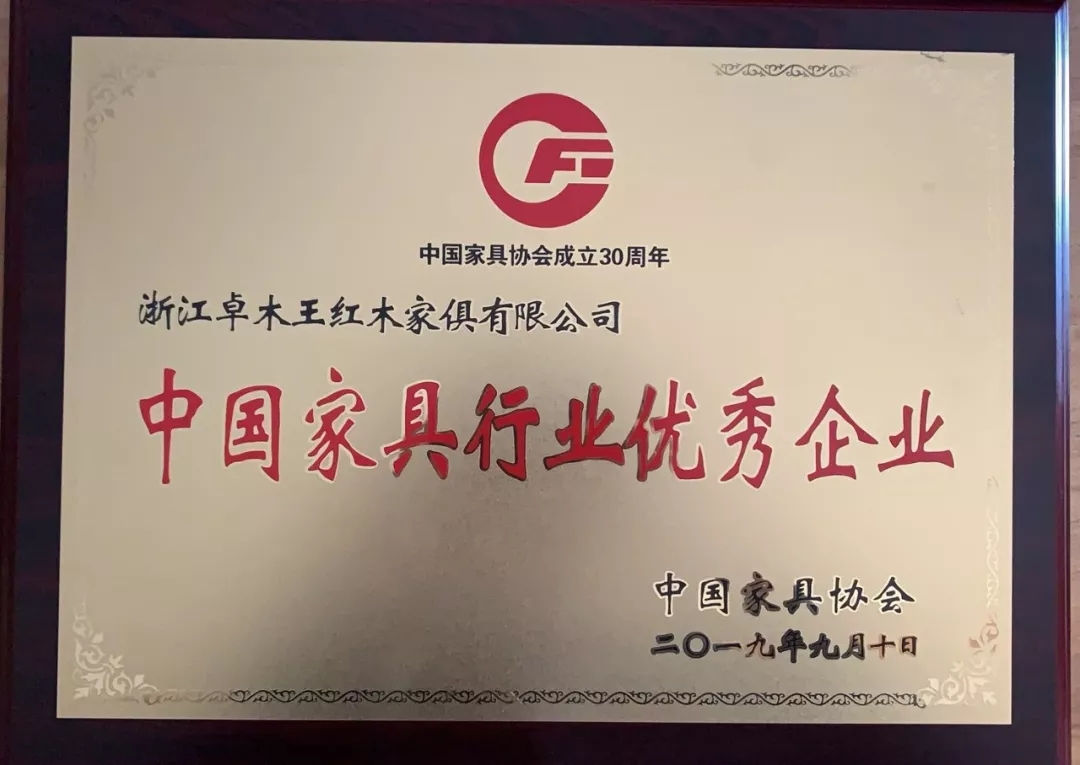 中国家具协会成立30周年
浙江卓木王红木家俱有限公司
中国家具行业优秀企业
中国家具协会
二〇一九年九月十日